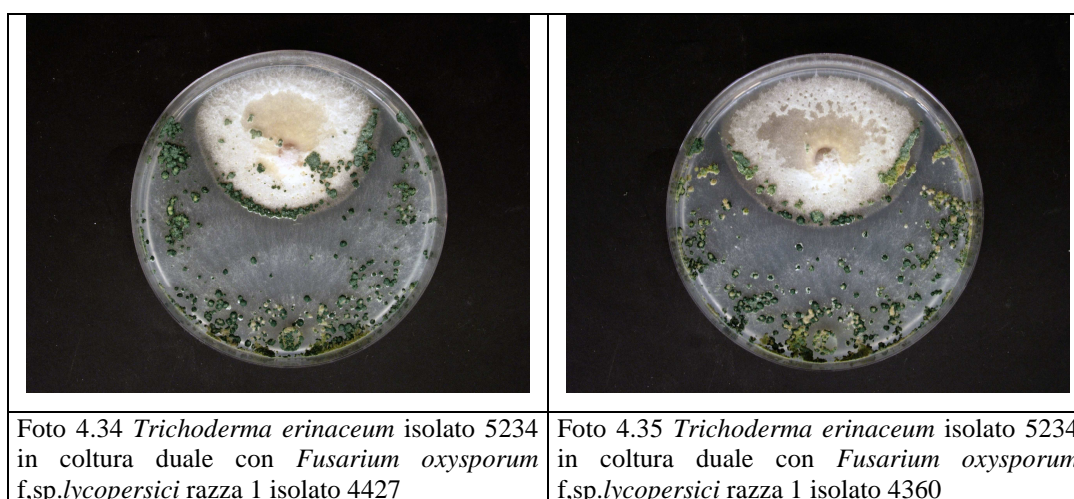 Foto 4.34 Trichoderma erinaceum isolato 5234
in coltura duale con Fusarium oxysporum
f,sp.lycopersici razza 1 isolato 4427
Foto 4.35 Trichoderma erinaceum isolato 5234
in coltura duale con Fusarium oxysporum
f,sp.lycopersici razza 1 isolato 4360